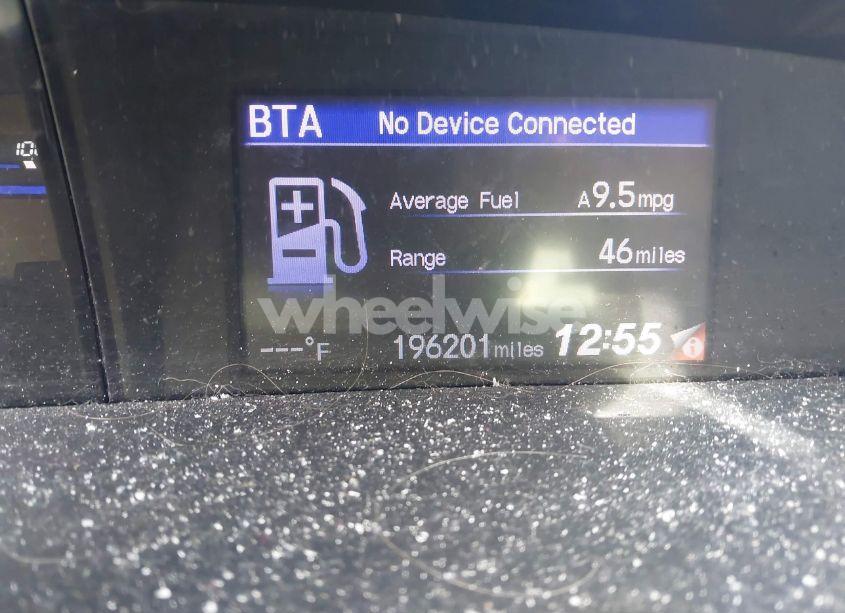 BTA No Device Connected
Average Fuel A9.5mpg
Range 46miles
wheelwise
---°F 196201miles 12:55